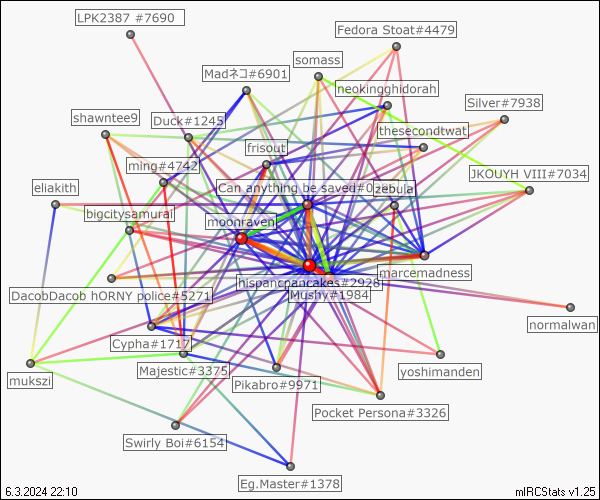 LPK2387 #7690
Fedora Stoat#4479
somass
Madネコ#6901
neokingghidorah
Silver#7938
shawntee9
Duck#1245
thesecondtwat
frisout
ming#4742
JKOUYH VIII#7034
eliakith
Can anything be saved#0
zebula
bigcitysamurai
moonraven
marcemadness
hispancpancakes#2928
DacobDacob hORNY police#5271
Mushy#1984
normalwan
Cypha#1717
Majestic#3375
yoshimanden
mukszi
Pikabro#9971
Pocket Persona#3326
Swirly Boi#6154
Eg.Master#1378
6.3.2024 22:10
mIRCStats v1.25